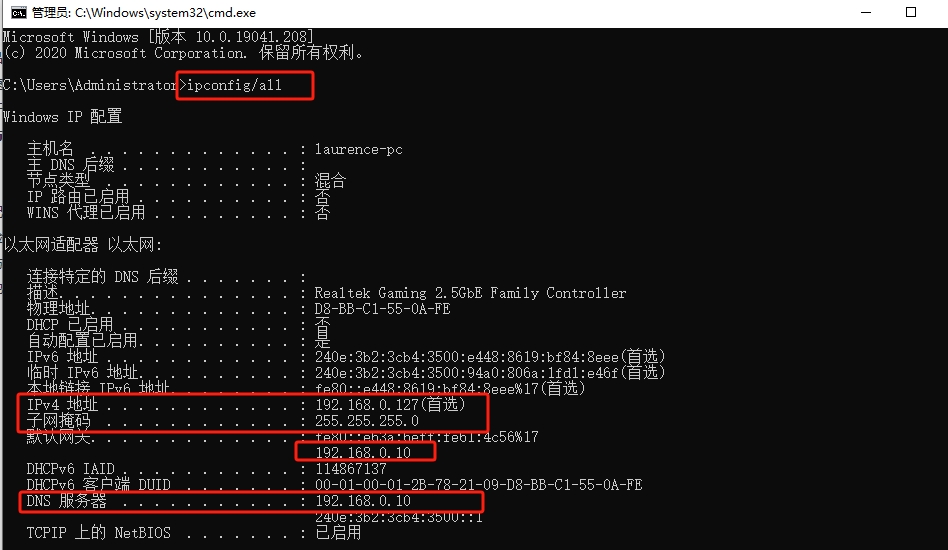 管理员: C:\Windows\system32\cmd.exe
Microsoft Windows [版本 10.0.19041.208]
(c) 2020 Microsoft Corporation. 保留所有权利。
C:\Users\Administrator>ipconfig/all
Windows IP 配置
主机名 . . . . . . . . . . . . . : laurence-pc
主 DNS 后缀 . . . . . . . . . . . :
节点类型 . . . . . . . . . . . . : 混合
IP 路由已启用 . . . . . . . . . . : 否
WINS 代理已启用 . . . . . . . . . : 否
以太网适配器 以太网:
连接特定的 DNS 后缀 . . . . . . . :
描述. . . . . . . . . . . . . . . : Realtek Gaming 2.5GbE Family Controller
物理地址. . . . . . . . . . . . . : D8-BB-C1-55-0A-FE
DHCP 已启用 . . . . . . . . . . . : 否
自动配置已启用. . . . . . . . . . : 是
IPv6 地址 . . . . . . . . . . . . : 240e:3b2:3cb4:3500:e448:8619:bf84:8eee(首选)
临时 IPv6 地址. . . . . . . . . . : 240e:3b2:3cb4:3500:94a0:806a:1fd1:e46f(首选)
本地链接 IPv6 地址. . . . . . . . : fe80::e448:8619:bf84:8eee%17(首选)
IPv4 地址 . . . . . . . . . . . . : 192.168.0.127(首选)
子网掩码 . . . . . . . . . . . . : 255.255.255.0
默认网关. . . . . . . . . . . . . : fe80::eb3a:beff:fe61:4c56%17
192.168.0.10
DHCPv6 IAID . . . . . . . . . . . : 114867137
DHCPv6 客户端 DUID . . . . . . . : 00-01-00-01-2B-78-21-09-D8-BB-C1-55-0A-FE
DNS 服务器 . . . . . . . . . . . : 192.168.0.10
240e:3b2:3cb4:3500::1
TCPIP 上的 NetBIOS . . . . . . . : 已启用